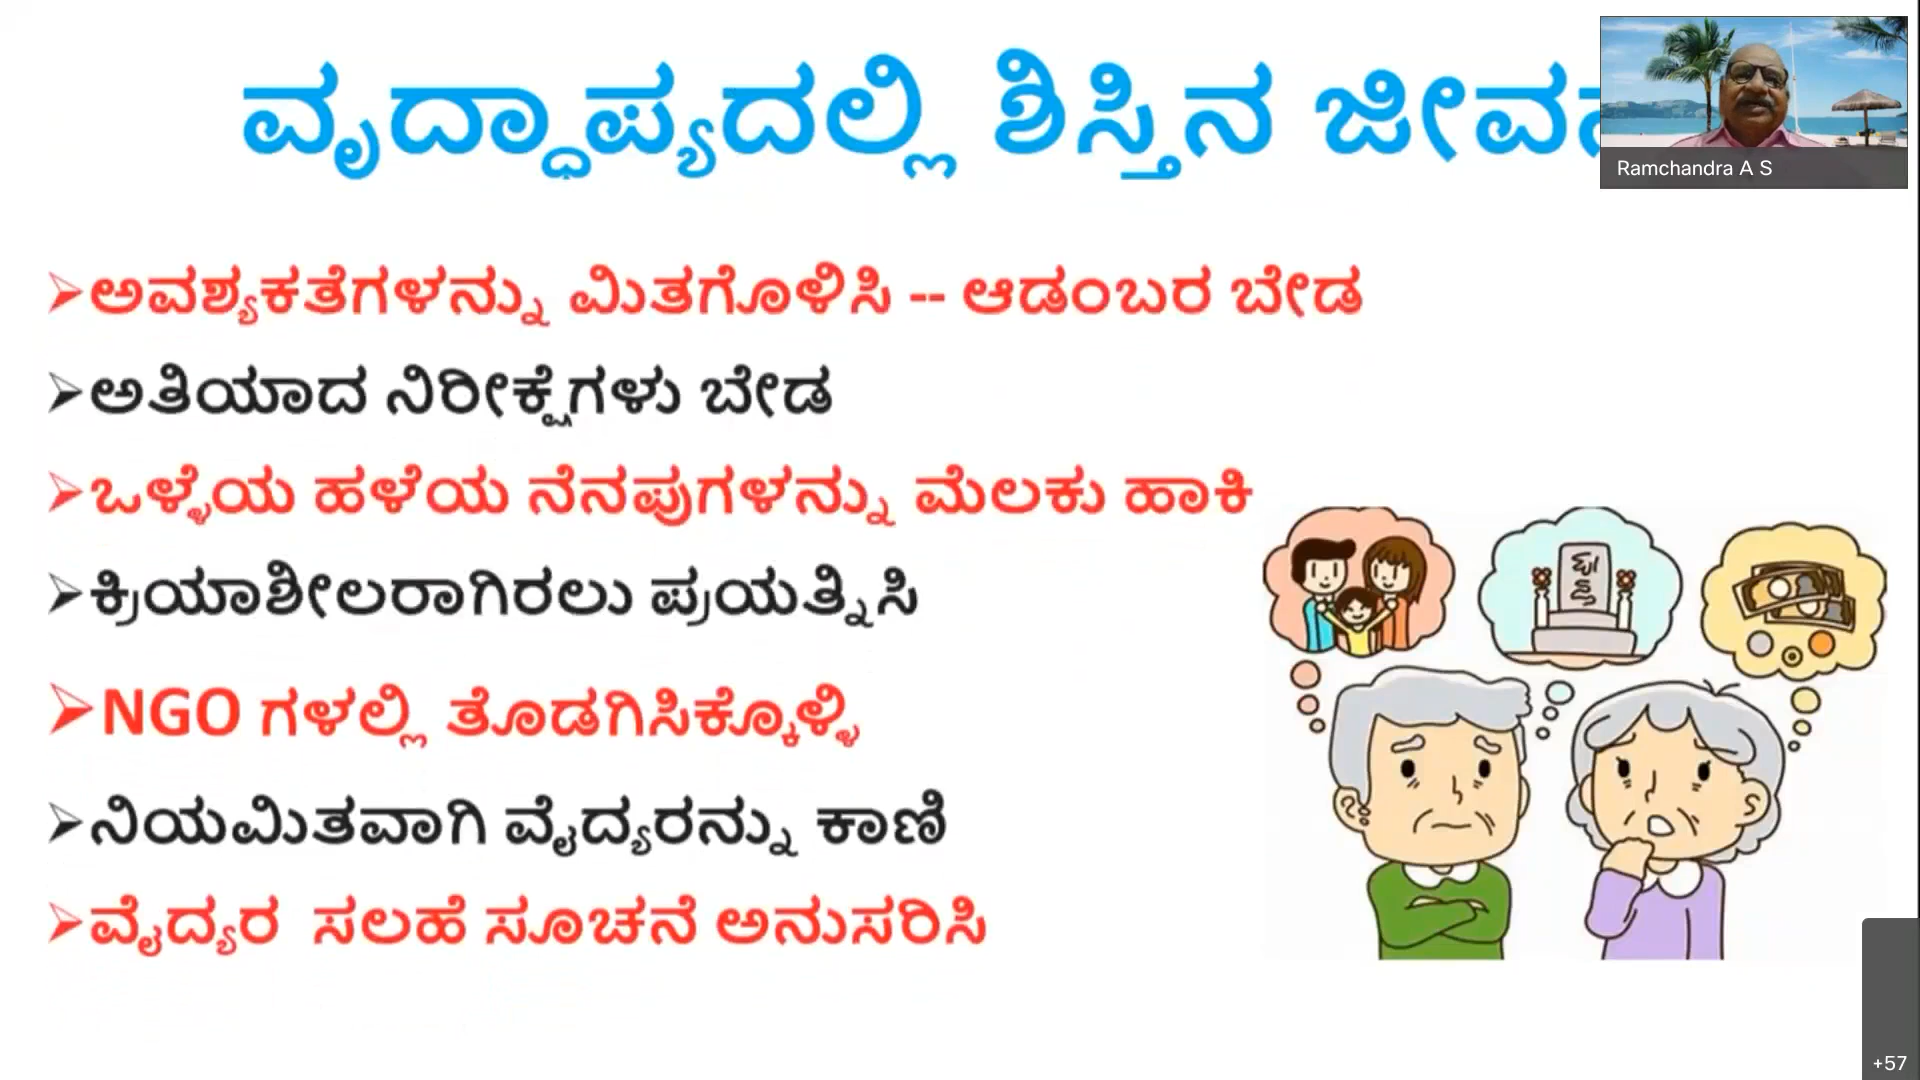 ವೃದ್ಧಾಪ್ಯದಲ್ಲಿ ಶಿಸ್ತಿನ
Ramchandra A S
➢ಅವಶ್ಯಕತೆಗಳನ್ನು ಮಿತಗೊಳಿಸಿ -- ಆಡಂಬರ ಬೇಡ
➢ಅತಿಯಾದ ನಿರೀಕ್ಷೆಗಳು ಬೇಡ
➢ಒಳ್ಳೆಯ ಹಳೆಯ ನೆನಪುಗಳನ್ನು ಮೆಲಕು ಹಾಕಿ
➢ಕ್ರಿಯಾಶೀಲರಾಗಿರಲು ಪ್ರಯತ್ನಿಸಿ
➢NGO ಗಳಲ್ಲಿ ತೊಡಗಿಸಿಕ್ಕೊಳ್ಳಿ
➢ನಿಯಮಿತವಾಗಿ ವೈದ್ಯರನ್ನು ಕಾಣಿ
➢ವೈದ್ಯರ ಸಲಹೆ ಸೂಚನೆ ಅನುಸರಿಸಿ
+57